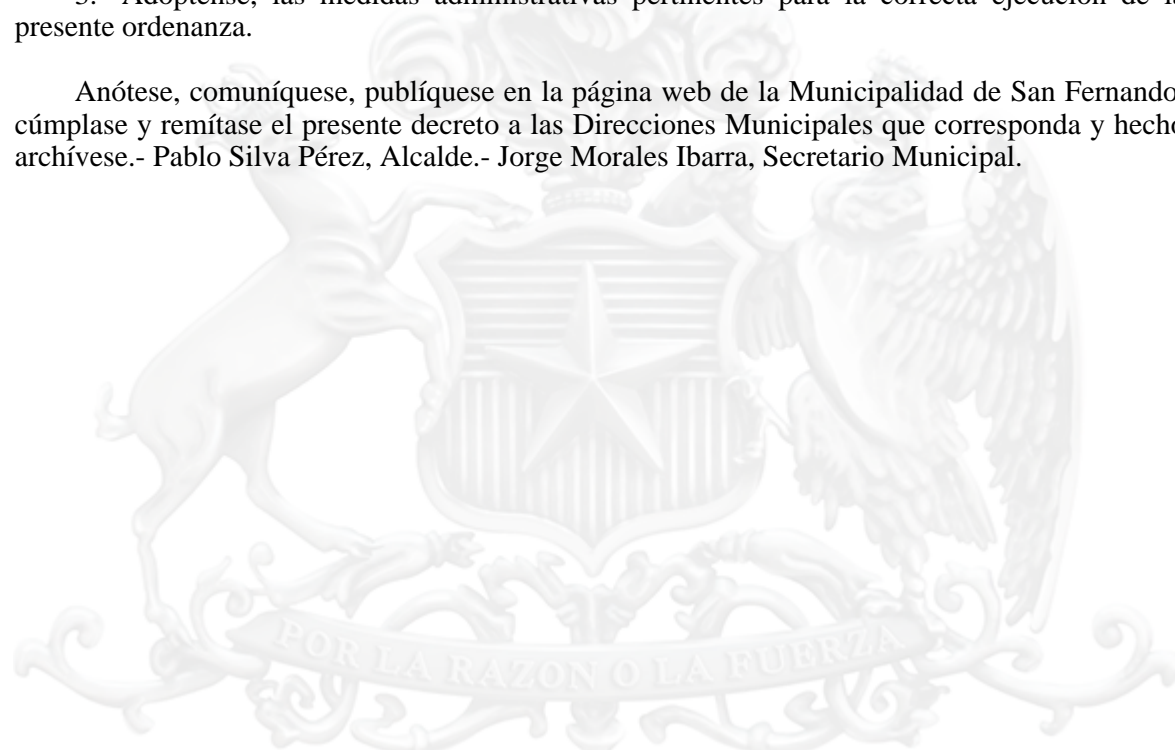 3.- Adóptense, las medidas administrativas pertinentes para la correcta ejecución de la
presente ordenanza.
Anótese, comuníquese, publíquese en la página web de la Municipalidad de San Fernando,
cúmplase y remítase el presente decreto a las Direcciones Municipales que corresponda y hecho
archívese.- Pablo Silva Pérez, Alcalde.- Jorge Morales Ibarra, Secretario Municipal.
POR LA RAZON O LA FUERZA